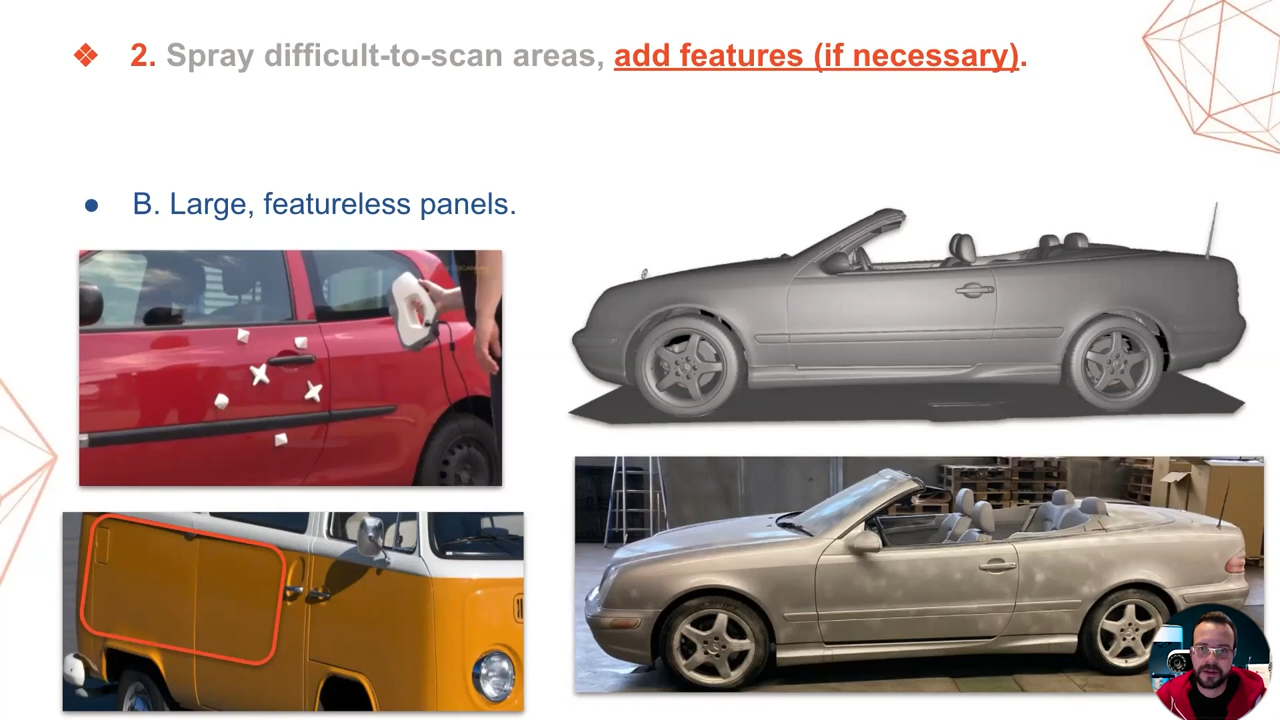 ❖ 2. Spray difficult-to-scan areas, add features (if necessary).
● B. Large, featureless panels.